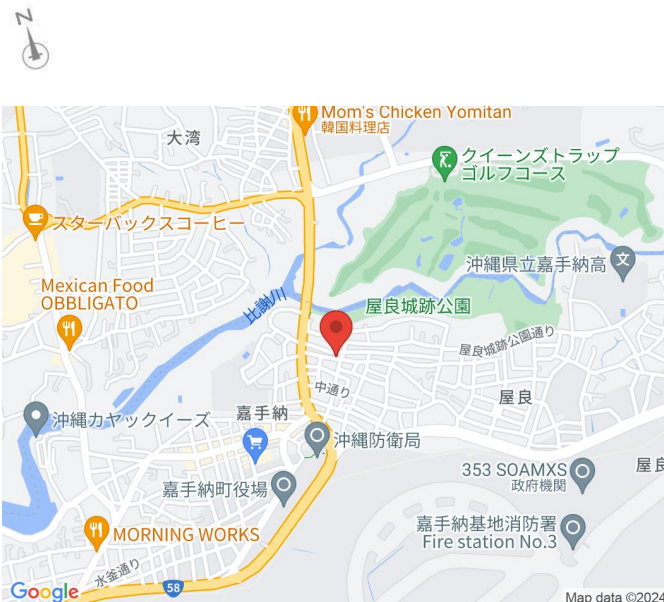 N
Mom's Chicken Yomitan
韓国料理店
大湾
クイーンズトラップ
ゴルフコース
スターバックスコーヒー
沖縄県立嘉手納高
Mexican Food
OBBLIGATO
比謝川
屋良城跡公園
屋良城跡公園通り
中通り
屋良
嘉手納
沖縄カヤックイーズ
沖縄防衛局
353 SOAMXS
政府機関
屋良
嘉手納町役場
嘉手納基地消防署
Fire station No.3
MORNING WORKS
水釜通り
58
Google
Map data ©2024